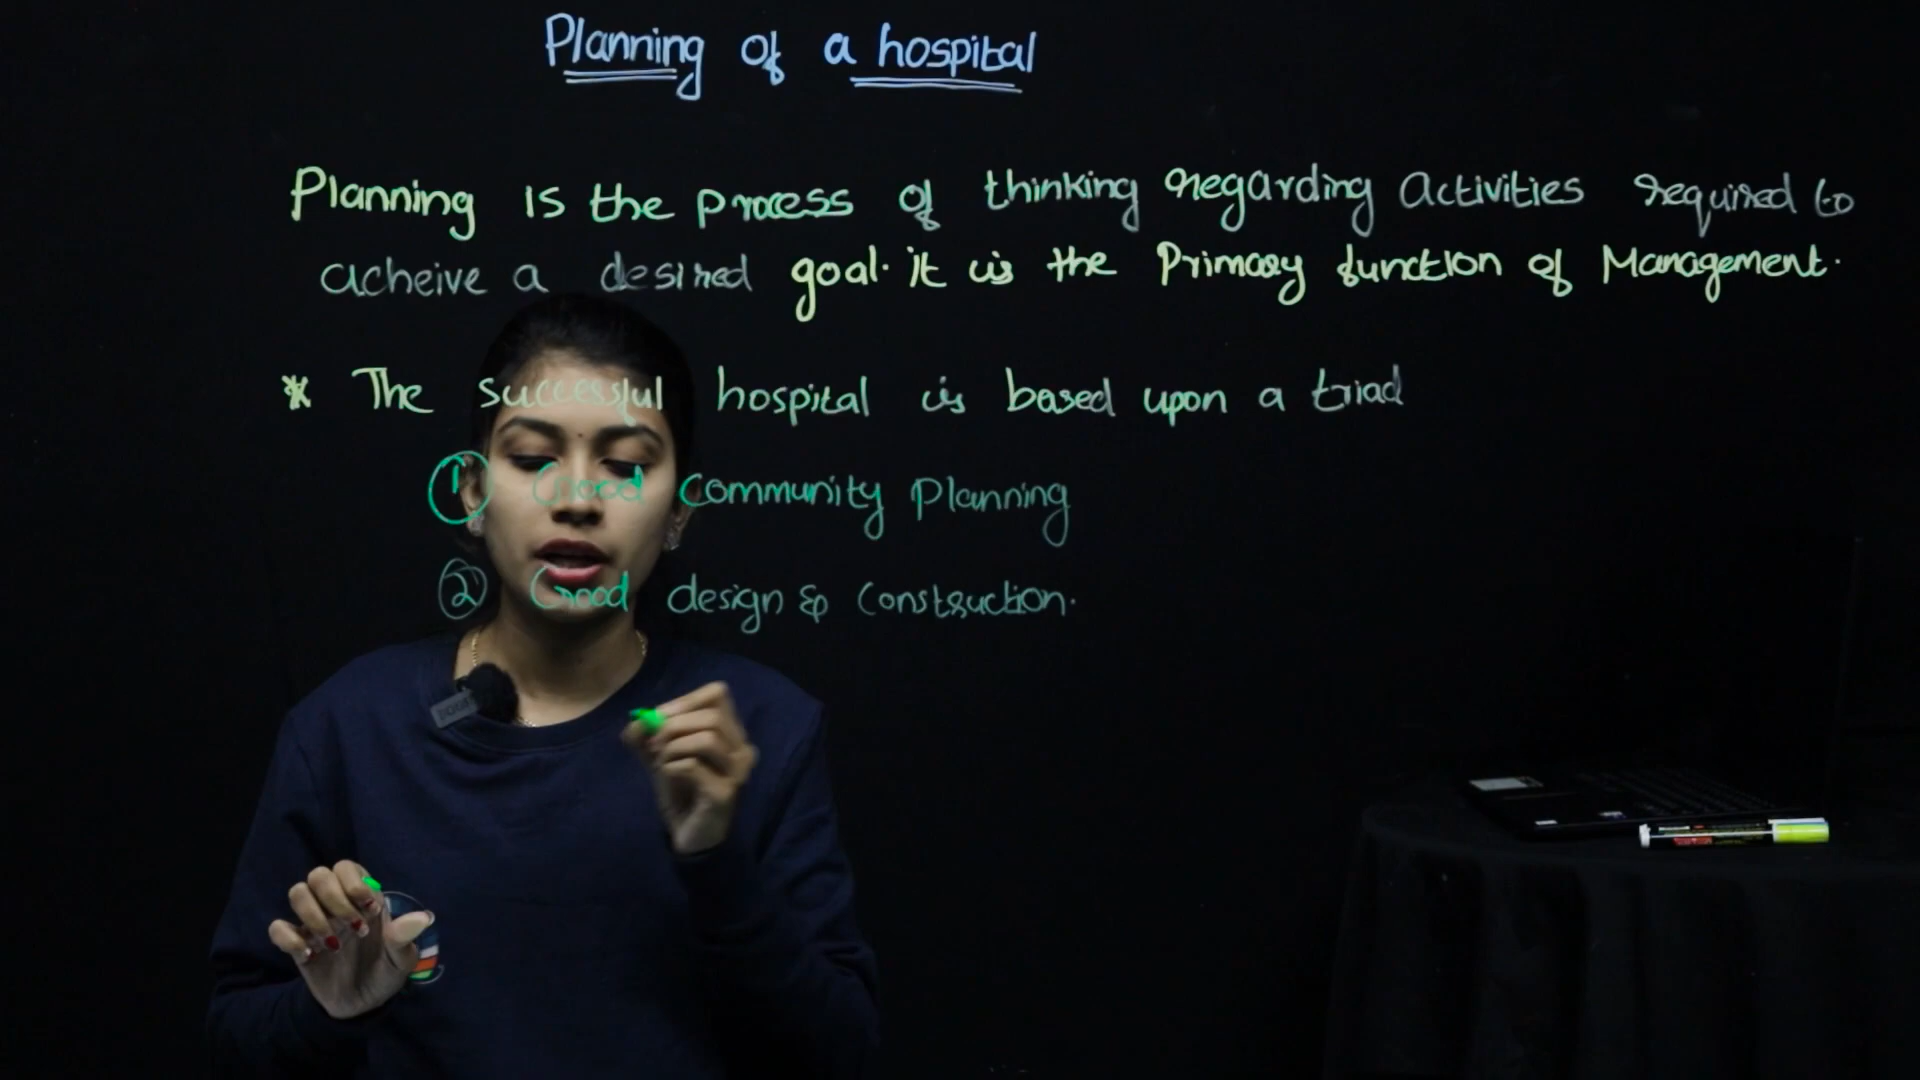 Planning of a hospital
Planning is the process of thinking regarding activities required to
acheive a desired goal. it is the Primary function of Management.
* The successful hospital is based upon a triad
① Good community Planning
② Good design & Construction.